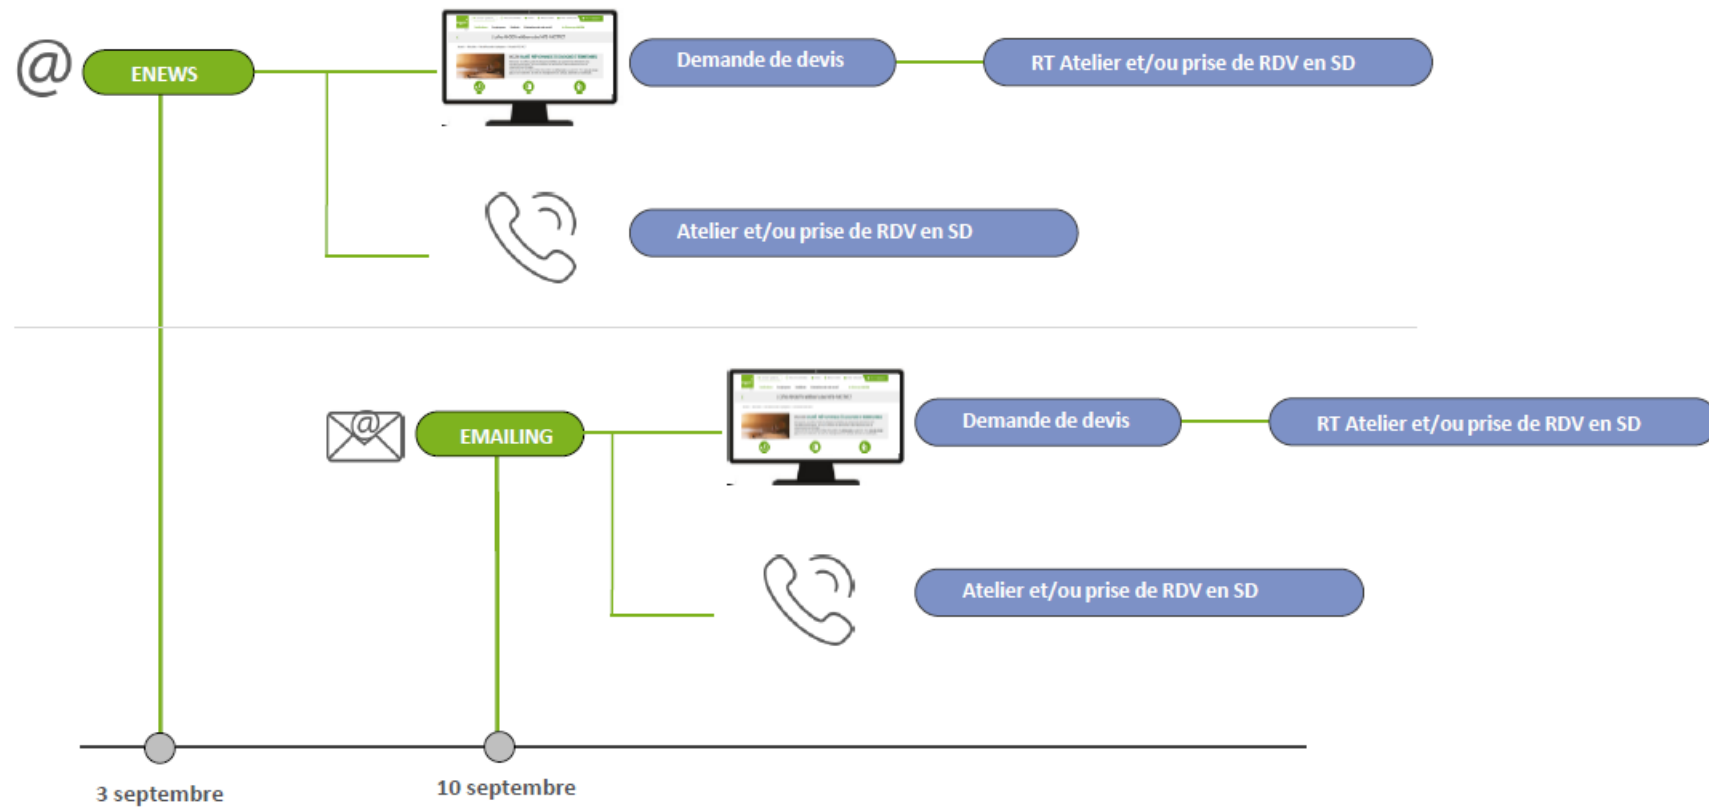 @
ENEWS
Demande de devis
RT Atelier et/ou prise de RDV en SD
Atelier et/ou prise de RDV en SD
@
EMAILING
Demande de devis
RT Atelier et/ou prise de RDV en SD
Atelier et/ou prise de RDV en SD
3 septembre
10 septembre